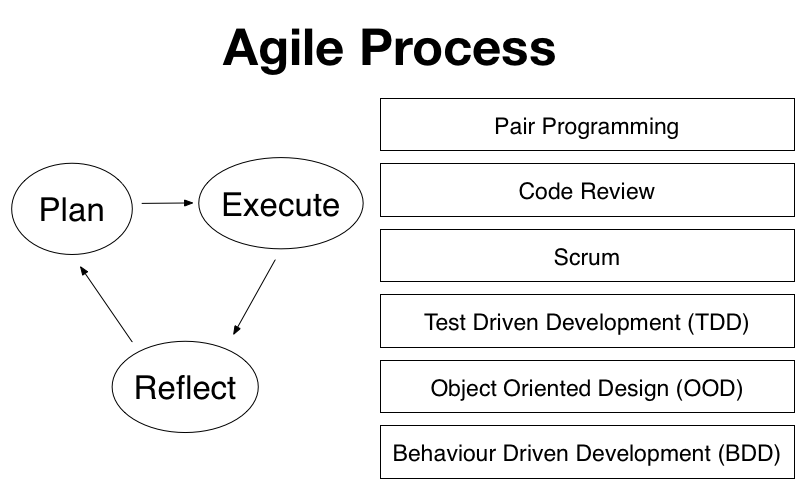 Agile Process
Plan
Execute
Reflect
Pair Programming
Code Review
Scrum
Test Driven Development (TDD)
Object Oriented Design (OOD)
Behaviour Driven Development (BDD)